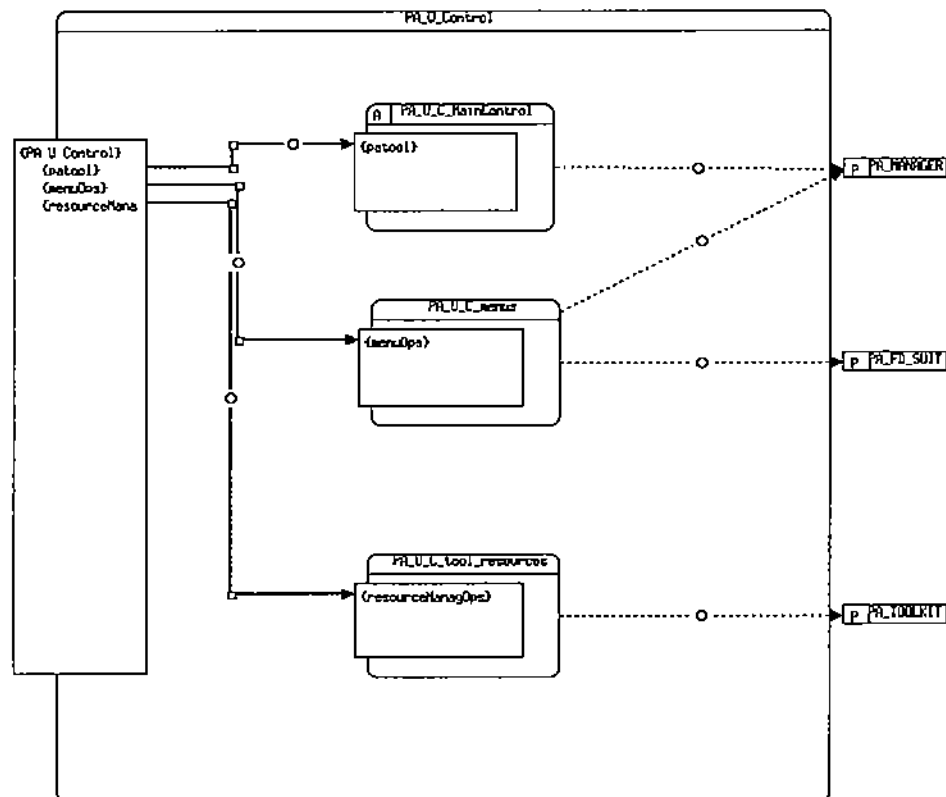 PA_U_Control
{PA U Control}
{patool}
{menuOps}
{resourceMana
A PA_U_C_MainControl
{patool}
P PA_MANAGER
PA_U_C_menus
{menuOps}
P PA_FD_SUIT
PA_U_C_tool_resources
{resourceManagOps}
P PA_TOOLKIT